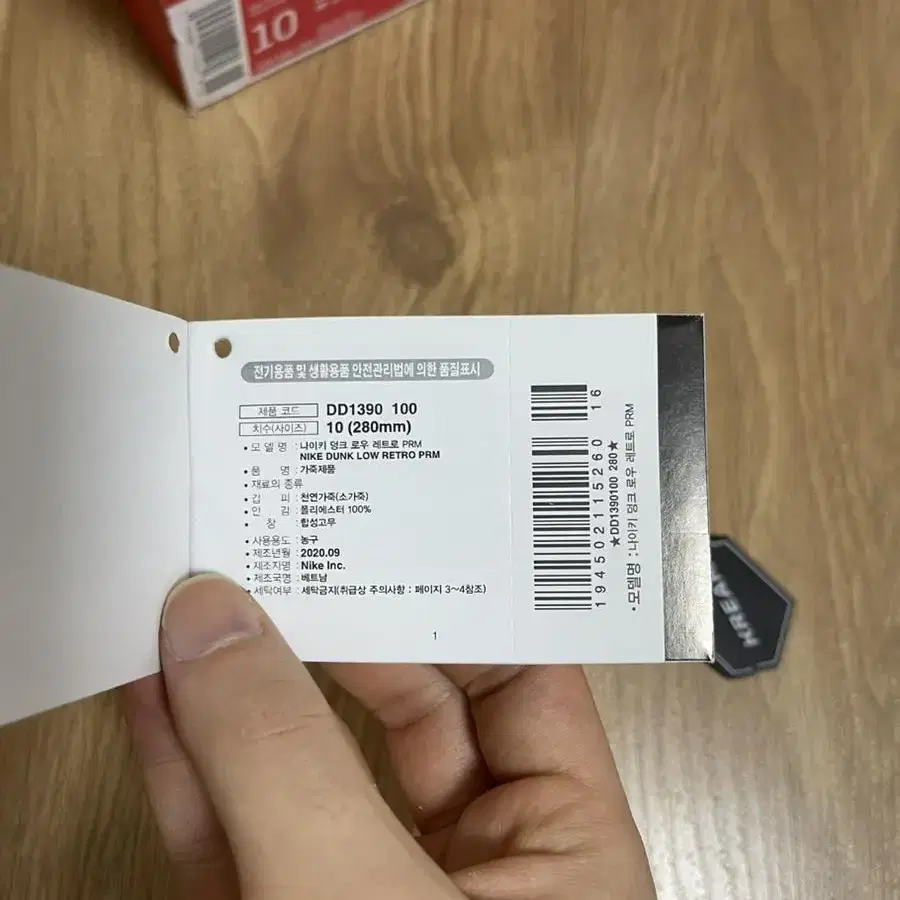 10
전기용품 및 생활용품 안전관리법에 의한 품질표시
제품 코드 DD1390 100
치수(사이즈) 10 (280mm)
• 모 델 명 : 나이키 덩크 로우 레트로 PRM
NIKE DUNK LOW RETRO PRM
• 품 명 : 가죽제품
• 재료의 종류
• 겉 피 : 천연가죽(소가죽)
• 안 감 : 폴리에스터 100%
• 창 : 합성고무
• 사용용도 : 농구
• 제조년월 : 2020.09
• 제조자명 : Nike Inc.
• 제조국명 : 베트남
• 세탁여부 : 세탁금지(취급상 주의사항 : 페이지 3~4참조)
1
194502115260 16
★DD1390100 280★
• 모델명 : 나이키 덩크 로우 레트로 PRM
KREAM